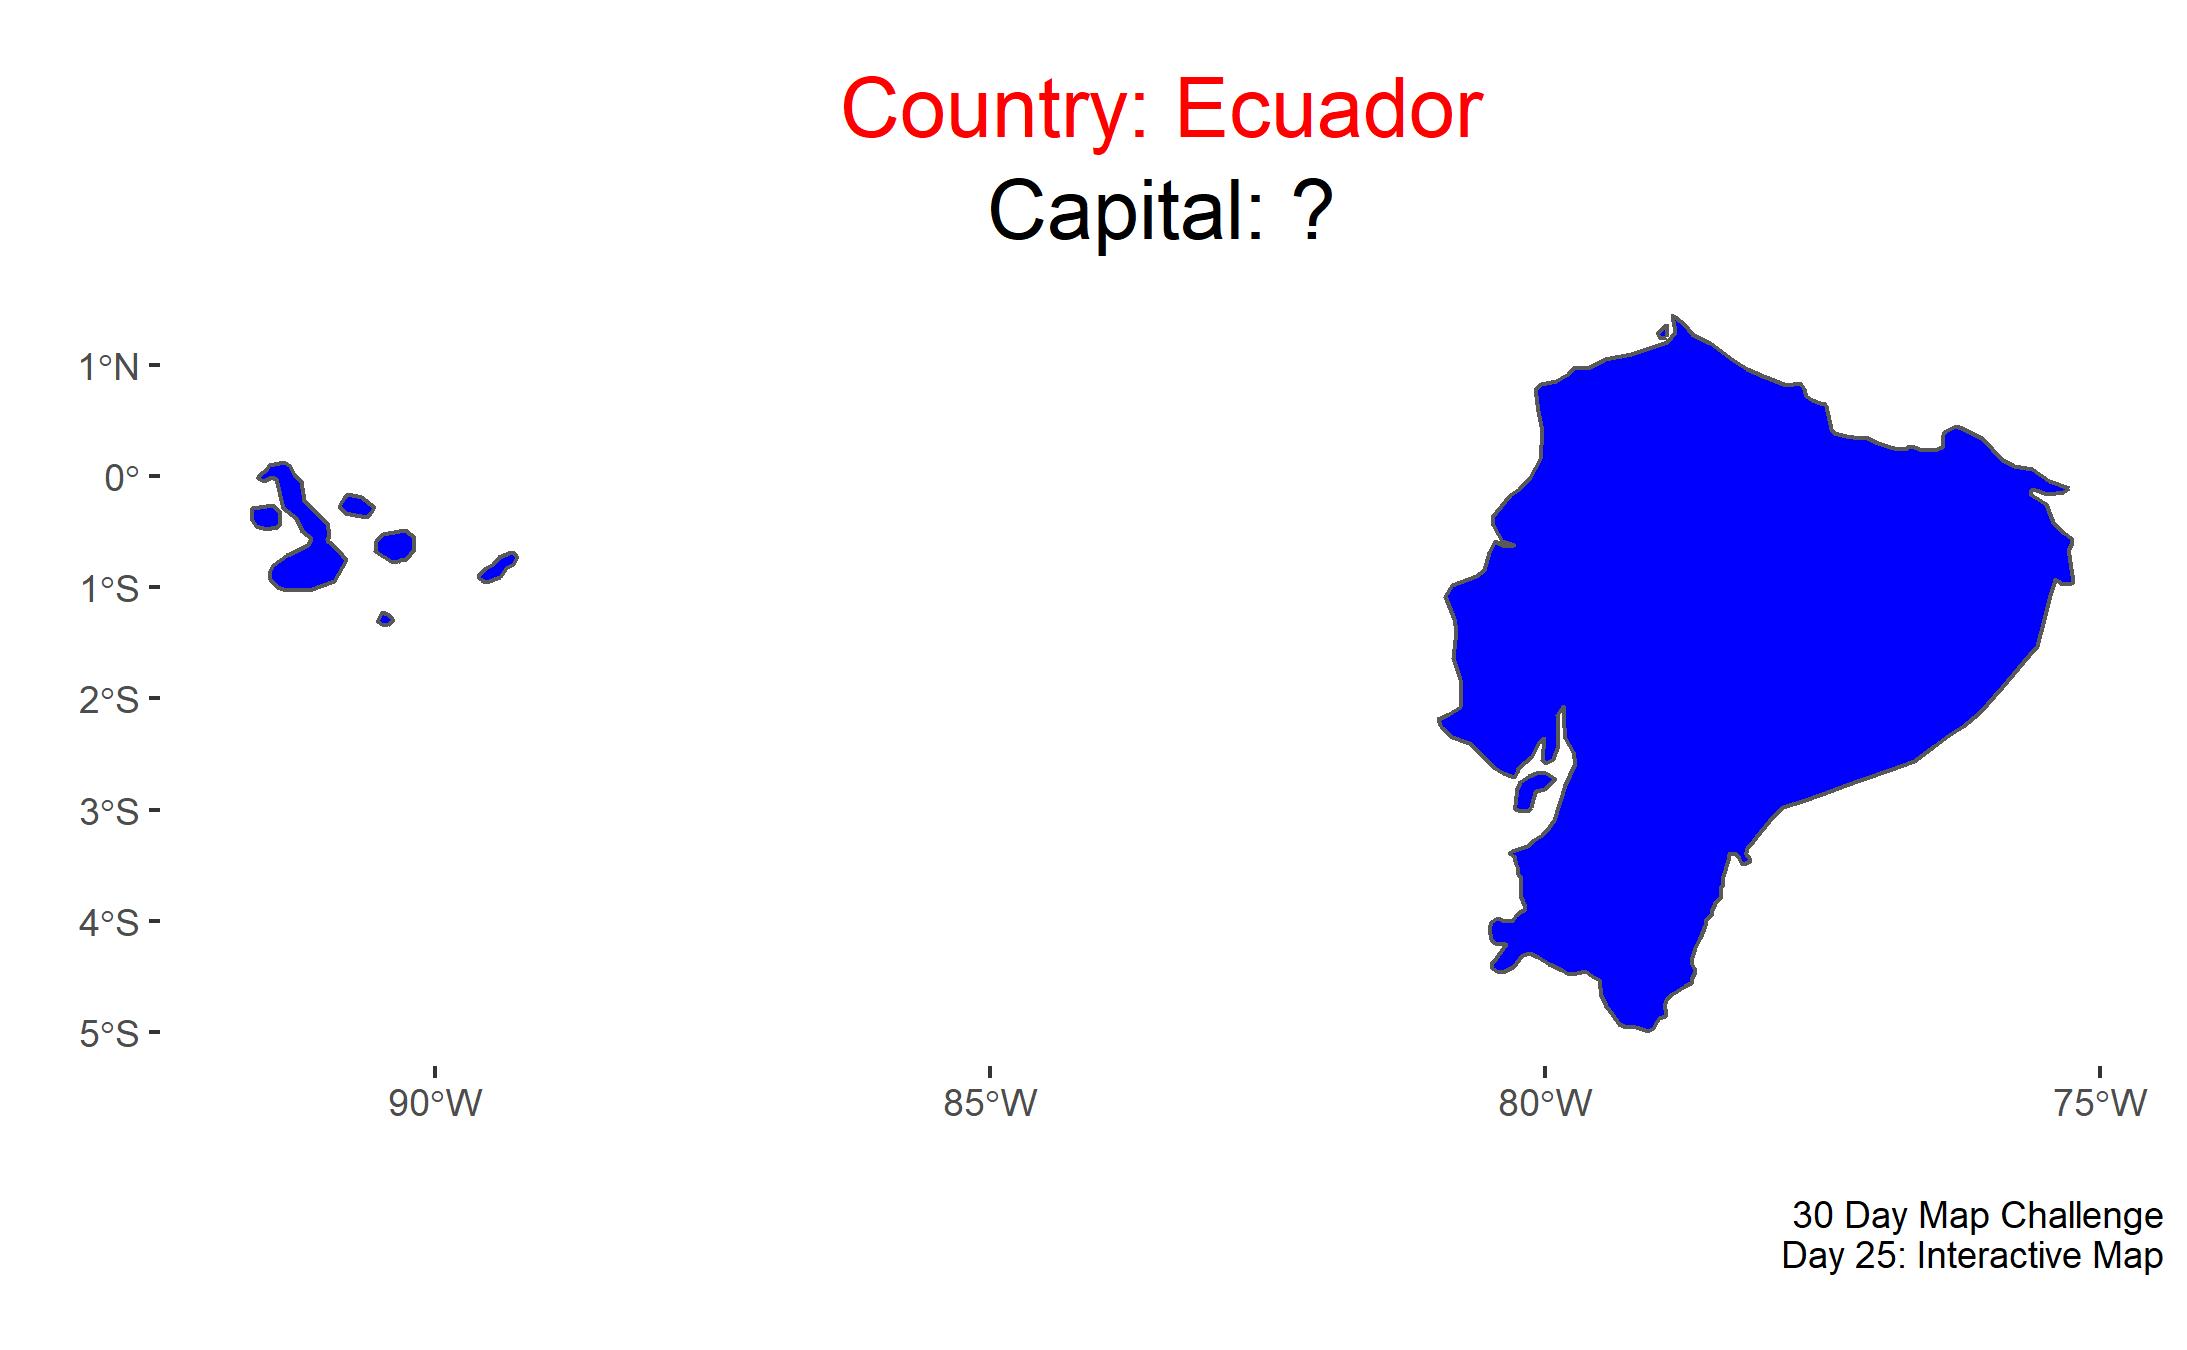 Country: Ecuador
Capital: ?
1°N
0°
1°S
2°S
3°S
4°S
5°S
90°W
85°W
80°W
75°W
30 Day Map Challenge
Day 25: Interactive Map